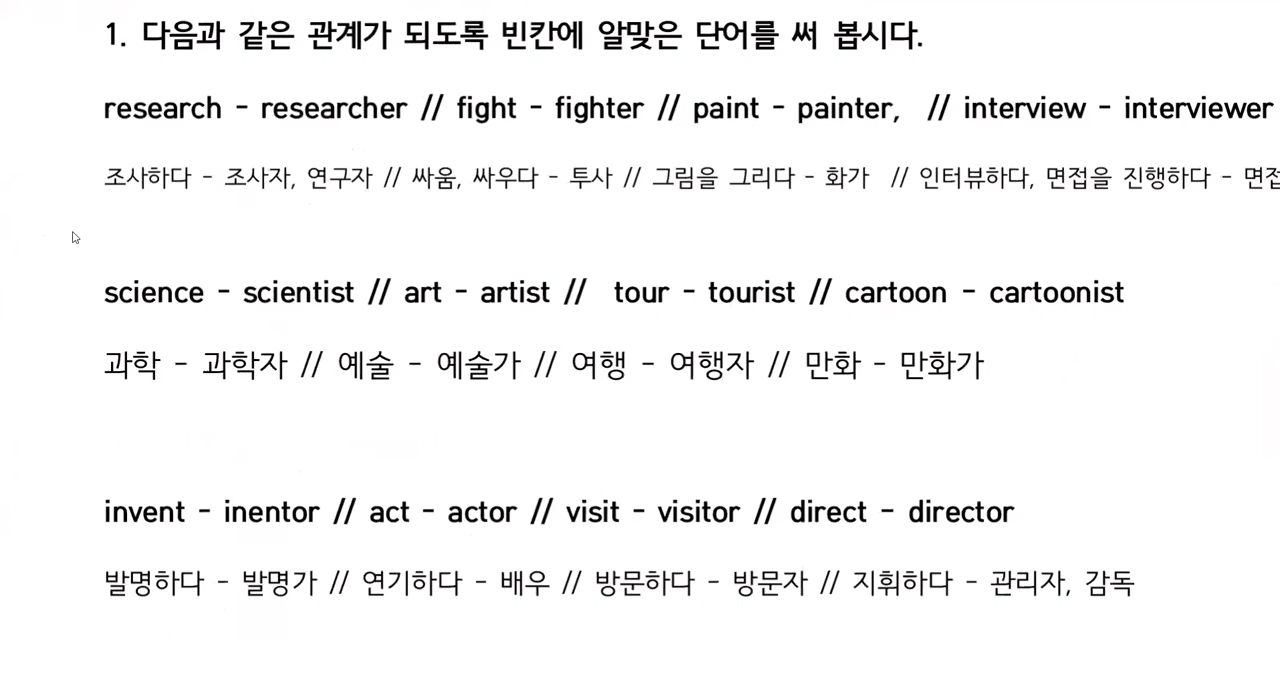 1. 다음과 같은 관계가 되도록 빈칸에 알맞은 단어를 써 봅시다.
research - researcher // fight - fighter // paint - painter, // interview - interviewer
조사하다 - 조사자, 연구자 // 싸움, 싸우다 - 투사 // 그림을 그리다 - 화가 // 인터뷰하다, 면접을 진행하다 - 면접
science - scientist // art - artist // tour - tourist // cartoon - cartoonist
과학 - 과학자 // 예술 - 예술가 // 여행 - 여행자 // 만화 - 만화가
invent - inentor // act - actor // visit - visitor // direct - director
발명하다 - 발명가 // 연기하다 - 배우 // 방문하다 - 방문자 // 지휘하다 - 관리자, 감독